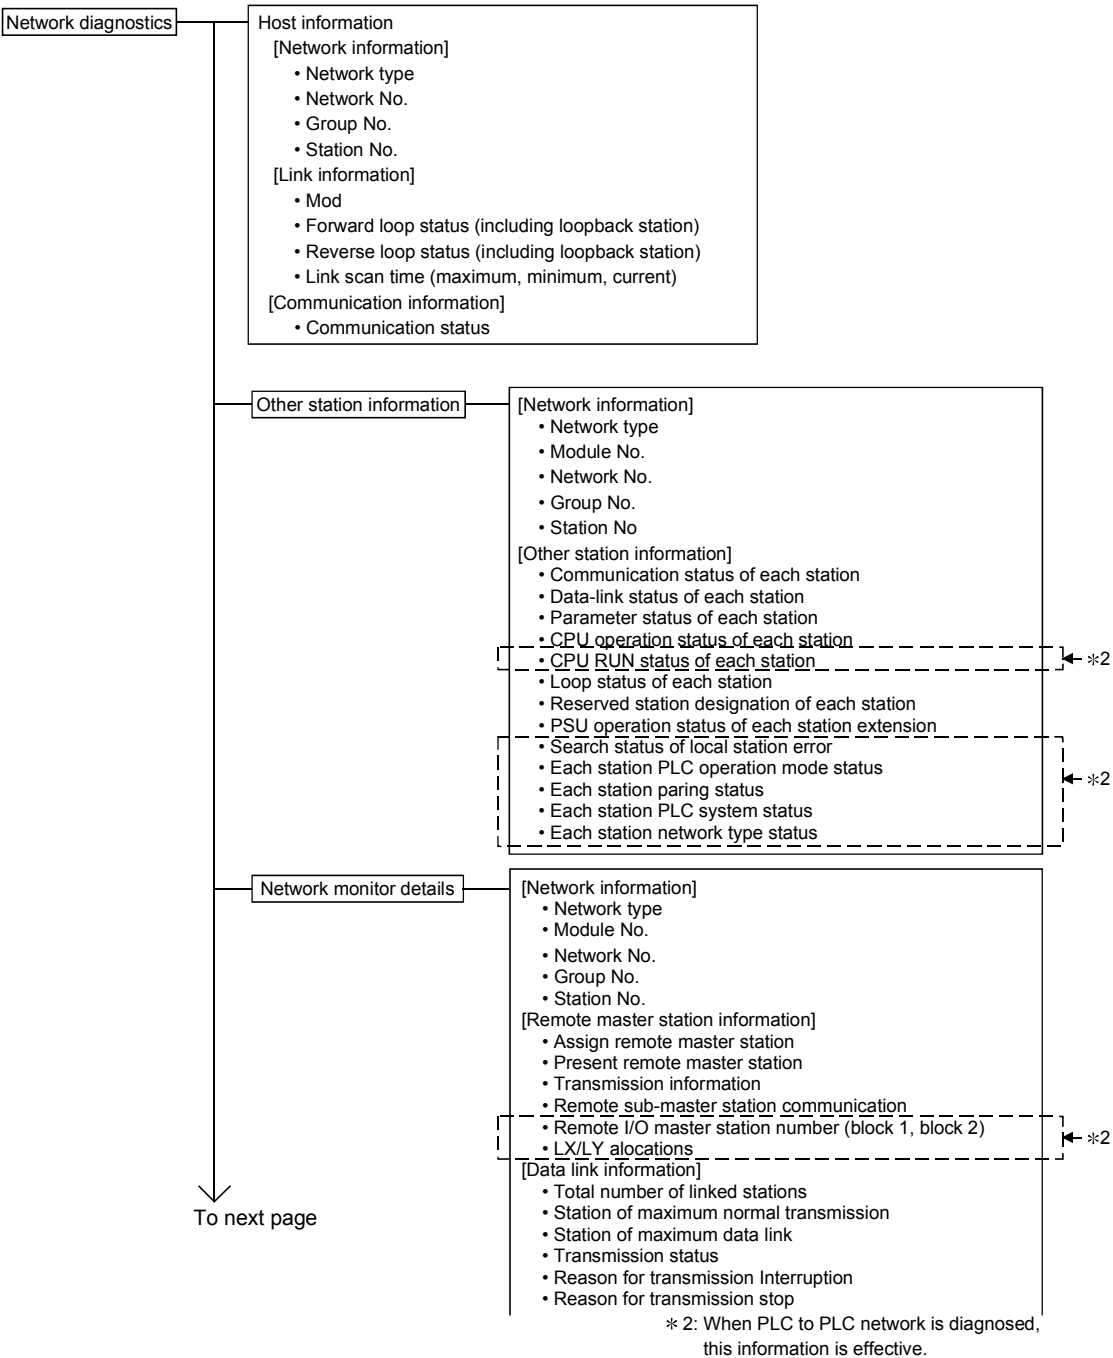 Network diagnostics
Host information
[Network information]
• Network type
• Network No.
• Group No.
• Station No.
[Link information]
• Mod
• Forward loop status (including loopback station)
• Reverse loop status (including loopback station)
• Link scan time (maximum, minimum, current)
[Communication information]
• Communication status
Other station information
[Network information]
• Network type
• Module No.
• Network No.
• Group No.
• Station No
[Other station information]
• Communication status of each station
• Data-link status of each station
• Parameter status of each station
• CPU operation status of each station
• CPU RUN status of each station
*2
• Loop status of each station
• Reserved station designation of each station
• PSU operation status of each station extension
• Search status of local station error
• Each station PLC operation mode status
*2
• Each station paring status
• Each station PLC system status
• Each station network type status
Network monitor details
[Network information]
• Network type
• Module No.
• Network No.
• Group No.
• Station No.
[Remote master station information]
• Assign remote master station
• Present remote master station
• Transmission information
• Remote sub-master station communication
• Remote I/O master station number (block 1, block 2)
*2
• LX/LY alocations
[Data link information]
• Total number of linked stations
• Station of maximum normal transmission
• Station of maximum data link
• Transmission status
• Reason for transmission Interruption
• Reason for transmission stop
To next page
* 2: When PLC to PLC network is diagnosed,
this information is effective.